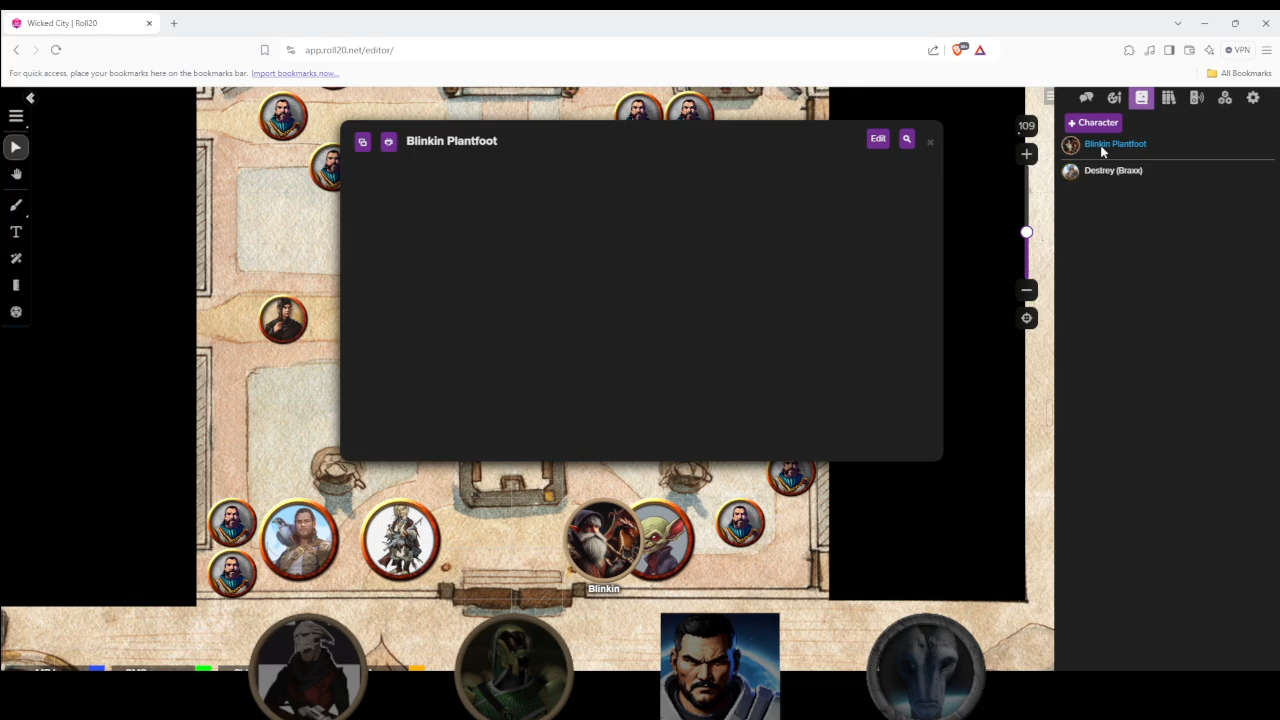 Wicked City | Roll20
app.roll20.net/editor/
VPN
For quick access, place your bookmarks here on the bookmarks bar. Import bookmarks now...
All Bookmarks
Blinkin Plantfoot
Edit
109
+ Character
Blinkin Plantfoot
Destrey (Braxx)
Blinkin